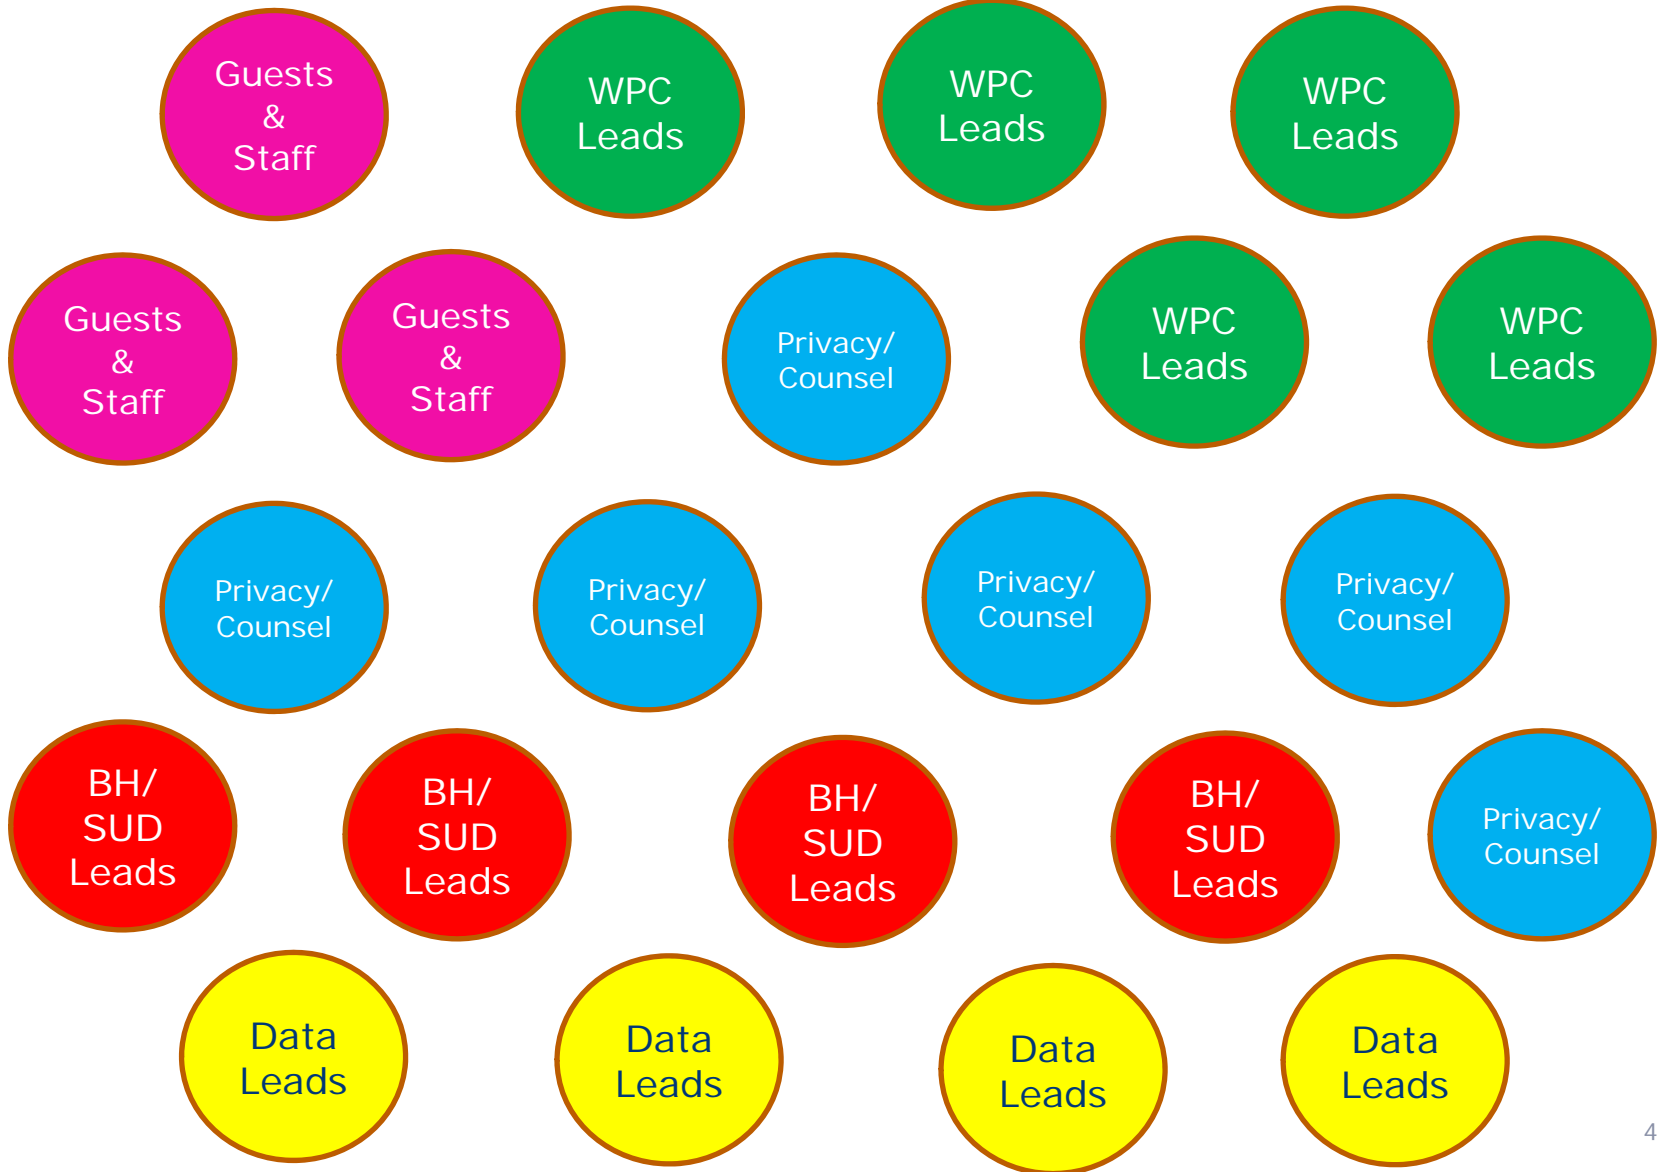 Guests
&
Staff
WPC
Leads
WPC
Leads
WPC
Leads
Guests
&
Staff
Guests
&
Staff
Privacy/
Counsel
WPC
Leads
WPC
Leads
Privacy/
Counsel
Privacy/
Counsel
Privacy/
Counsel
Privacy/
Counsel
BH/
SUD
Leads
BH/
SUD
Leads
BH/
SUD
Leads
BH/
SUD
Leads
Privacy/
Counsel
Data
Leads
Data
Leads
Data
Leads
Data
Leads
4